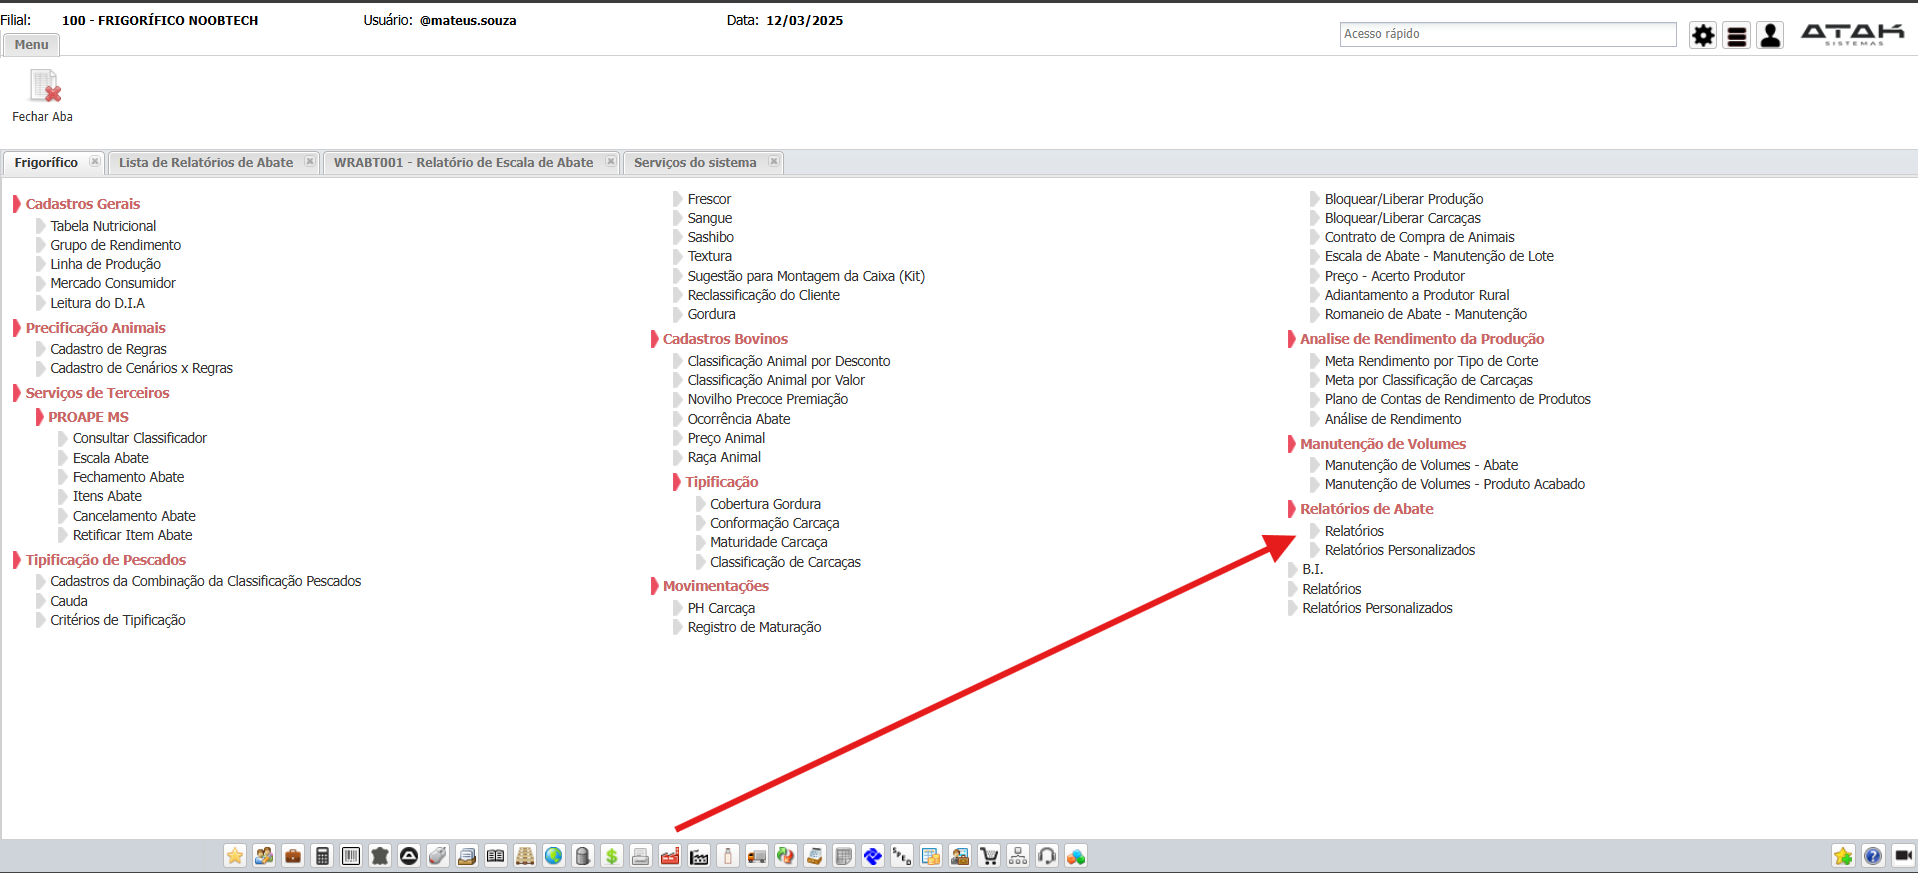 Filial: 100 - FRIGORÍFICO NOOBTECH Usuário: @mateus.souza Data: 12/03/2025
Acesso rápido
ATAK
SISTEMAS
Menu
Fechar Aba
Frigorífico
Lista de Relatórios de Abate
WRABT001 - Relatório de Escala de Abate
Serviços do sistema
Cadastros Gerais
Tabela Nutricional
Grupo de Rendimento
Linha de Produção
Mercado Consumidor
Leitura do D.I.A
Precificação Animais
Cadastro de Regras
Cadastro de Cenários x Regras
Serviços de Terceiros
PROAPE MS
Consultar Classificador
Escala Abate
Fechamento Abate
Itens Abate
Cancelamento Abate
Retificar Item Abate
Tipificação de Pescados
Cadastros da Combinação da Classificação Pescados
Cauda
Critérios de Tipificação
Frescor
Sangue
Sashibo
Textura
Sugestão para Montagem da Caixa (Kit)
Reclassificação do Cliente
Gordura
Cadastros Bovinos
Classificação Animal por Desconto
Classificação Animal por Valor
Novilho Precoce Premiação
Ocorrência Abate
Preço Animal
Raça Animal
Tipificação
Cobertura Gordura
Conformação Carcaça
Maturidade Carcaça
Classificação de Carcaças
Movimentações
PH Carcaça
Registro de Maturação
Bloquear/Liberar Produção
Bloquear/Liberar Carcaças
Contrato de Compra de Animais
Escala de Abate - Manutenção de Lote
Preço - Acerto Produtor
Adiantamento a Produtor Rural
Romaneio de Abate - Manutenção
Analise de Rendimento da Produção
Meta Rendimento por Tipo de Corte
Meta por Classificação de Carcaças
Plano de Contas de Rendimento de Produtos
Análise de Rendimento
Manutenção de Volumes
Manutenção de Volumes - Abate
Manutenção de Volumes - Produto Acabado
Relatórios de Abate
Relatórios
Relatórios Personalizados
B.I.
Relatórios
Relatórios Personalizados
SPED